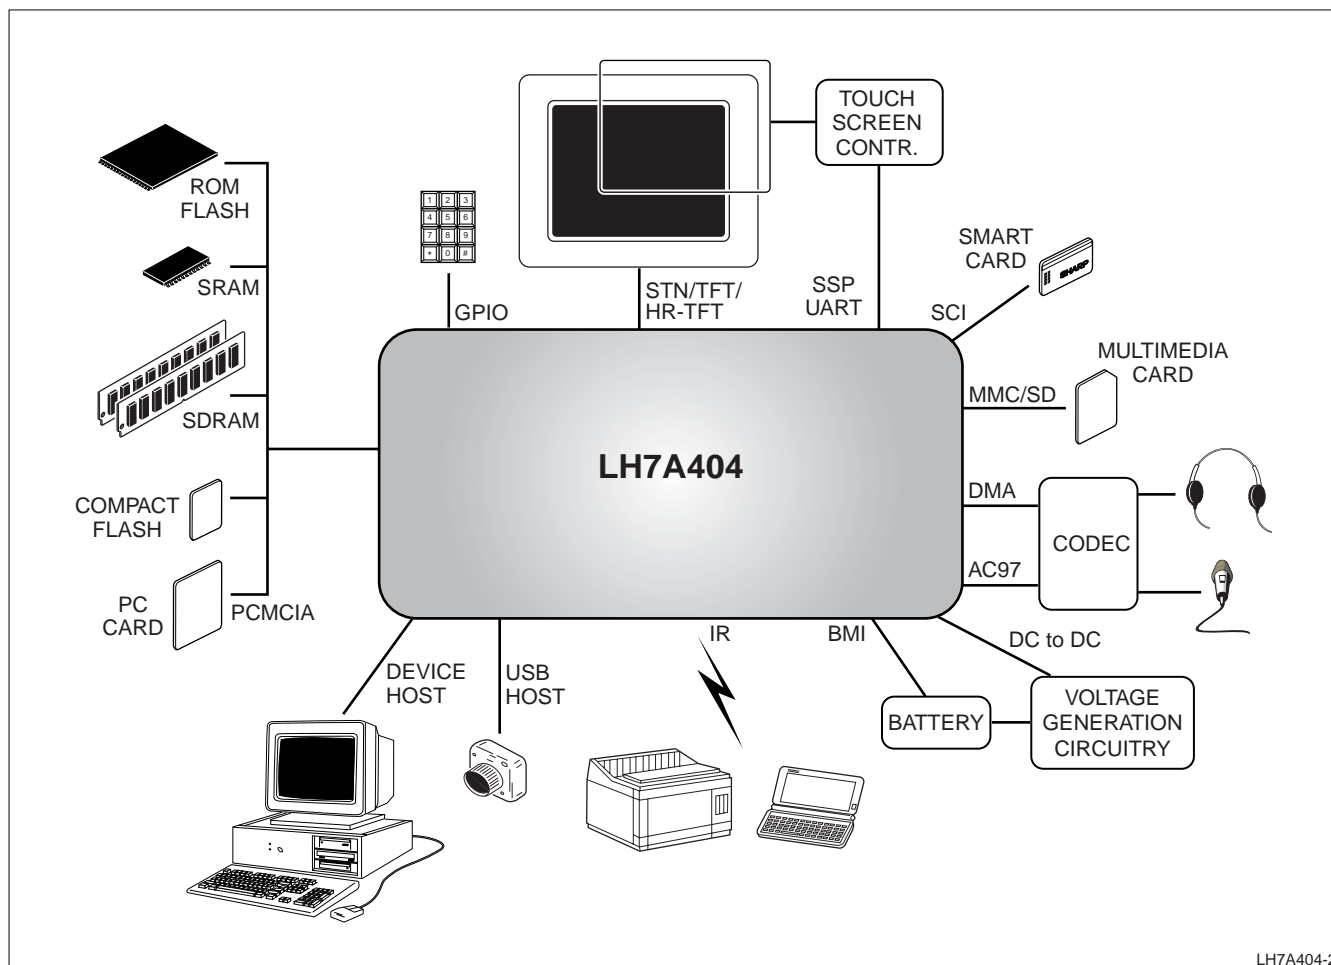 TOUCH
SCREEN
CONTR.
ROM
FLASH
1 2 3
4 5 6
7 8 9
* 0 #
SMART
CARD
SHARP
SRAM
GPIO
STN/TFT/
HR-TFT
SSP
UART
SCI
MULTIMEDIA
CARD
MMC/SD
SDRAM
LH7A404
COMPACT
FLASH
DMA
CODEC
AC97
PC
CARD
PCMCIA
IR
BMI
DC to DC
DEVICE
HOST
USB
HOST
BATTERY
VOLTAGE
GENERATION
CIRCUITRY
LH7A404-2